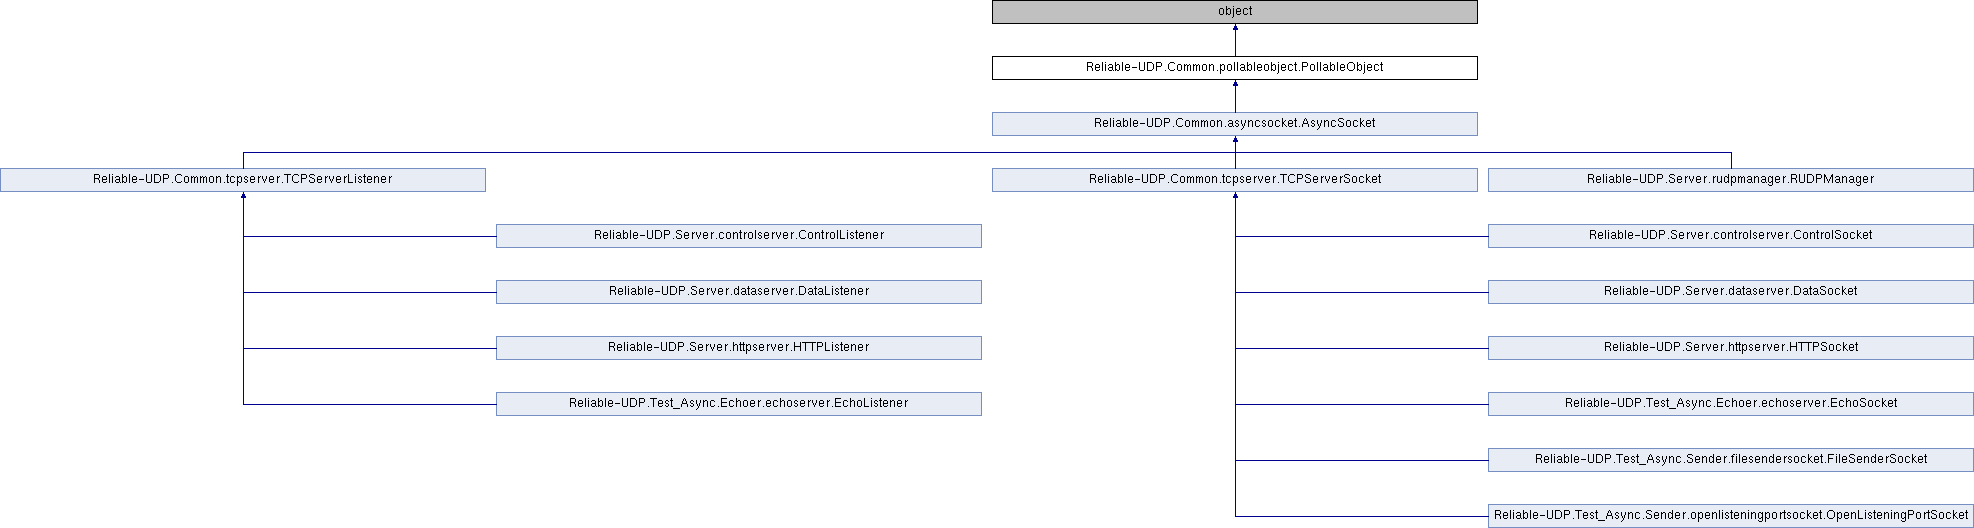 object
Reliable-UDP.Common.pollableobject.PollableObject
Reliable-UDP.Common.asyncsocket.AsyncSocket
Reliable-UDP.Common.tcpserver.TCPServerListener
Reliable-UDP.Common.tcpserver.TCPServerSocket
Reliable-UDP.Server.rudpmanager.RUDPManager
Reliable-UDP.Server.controlserver.ControlListener
Reliable-UDP.Server.controlserver.ControlSocket
Reliable-UDP.Server.dataserver.DataListener
Reliable-UDP.Server.dataserver.DataSocket
Reliable-UDP.Server.httpserver.HTTPListener
Reliable-UDP.Server.httpserver.HTTPSocket
Reliable-UDP.Test_Async.Echoer.echoserver.EchoListener
Reliable-UDP.Test_Async.Echoer.echoserver.EchoSocket
Reliable-UDP.Test_Async.Sender.filesendersocket.FileSenderSocket
Reliable-UDP.Test_Async.Sender.openlisteningportsocket.OpenListeningPortSocket